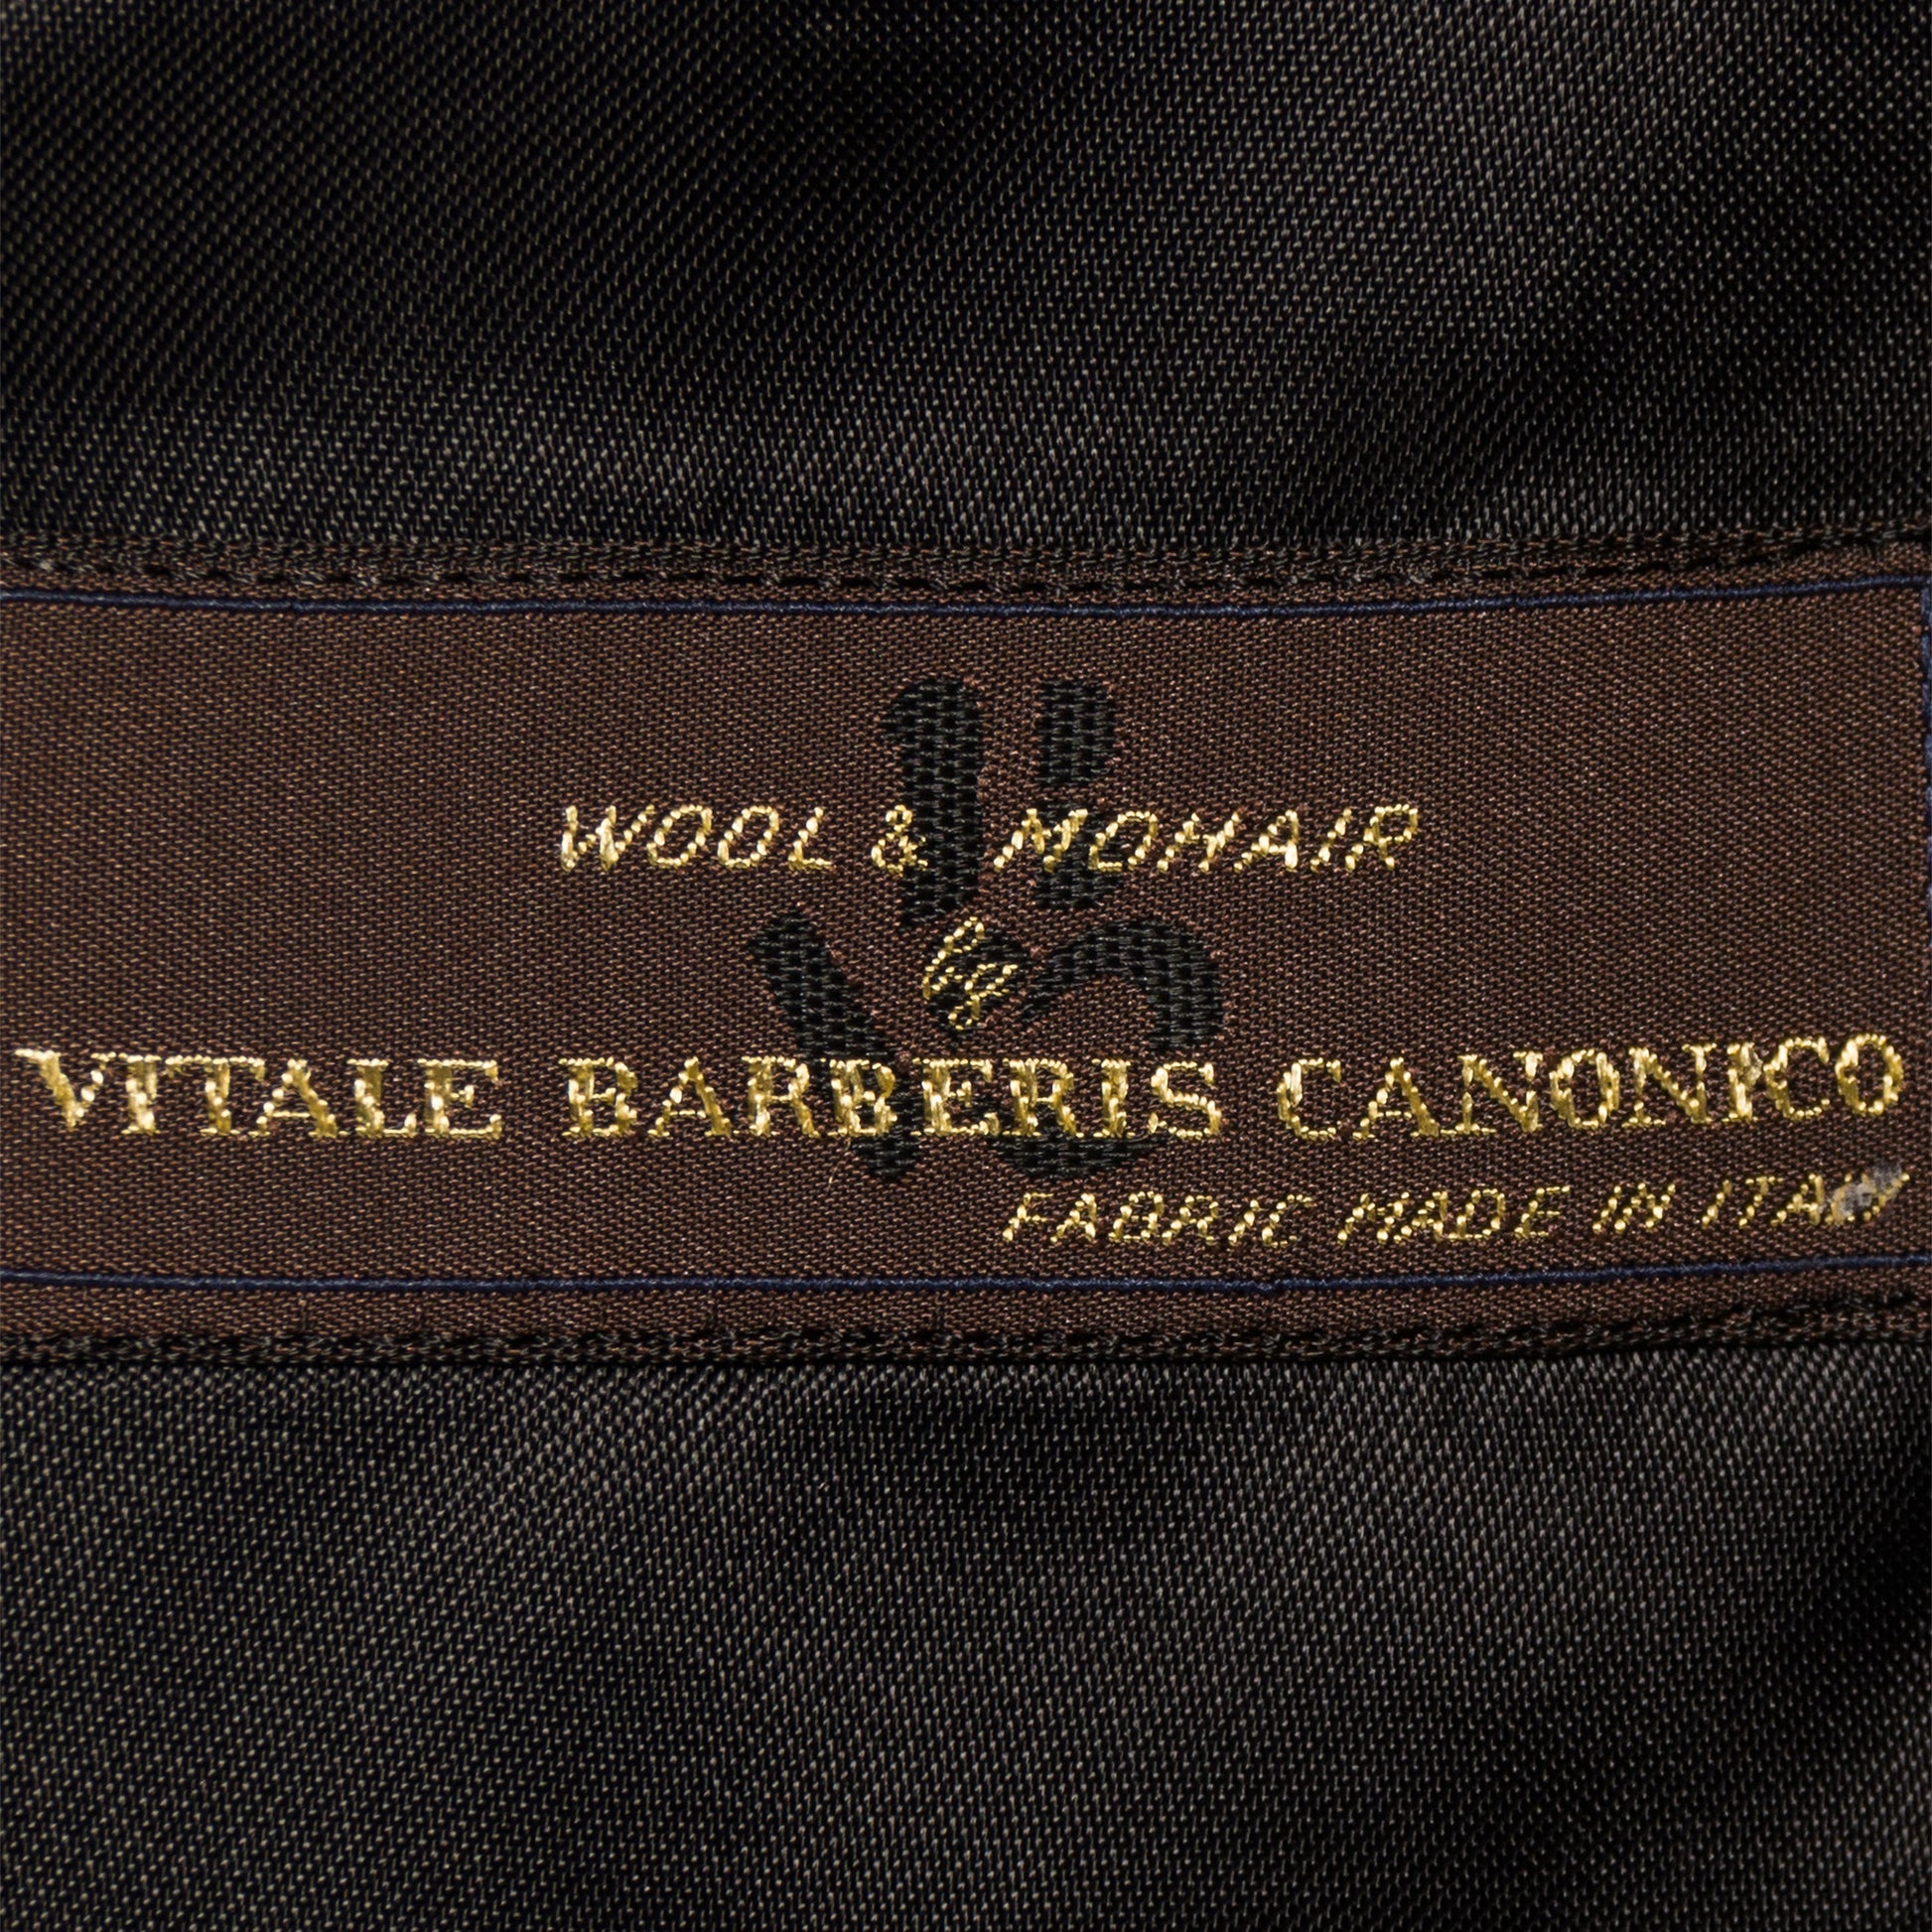 WOOL & MOHAIR
by
VITALE BARBERIS CANONICO
FABRIC MADE IN ITALY